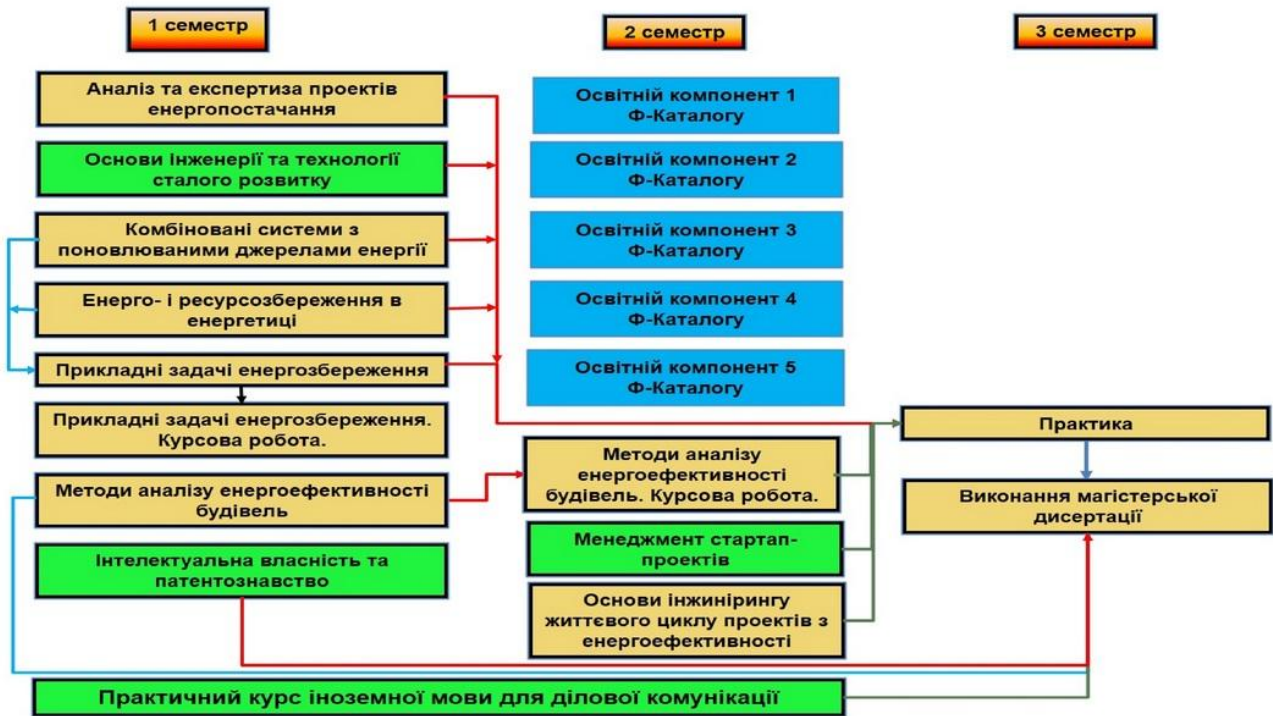 1 семестр
2 семестр
3 семестр
Аналіз та експертиза проектів
енергопостачання
Основи інженерії та технології
сталого розвитку
Комбіновані системи з
поновлюваними джерелами енергії
Енерго- і ресурсозбереження в
енергетиці
Прикладні задачі енергозбереження
Прикладні задачі енергозбереження.
Курсова робота.
Методи аналізу енергоефективності
будівель
Інтелектуальна власність та
патентознавство
Освітній компонент 1
Ф-Каталогу
Освітній компонент 2
Ф-Каталогу
Освітній компонент 3
Ф-Каталогу
Освітній компонент 4
Ф-Каталогу
Освітній компонент 5
Ф-Каталогу
Методи аналізу
енергоефективності
будівель. Курсова робота.
Менеджмент стартап-
проектів
Основи інжинірингу
життєвого циклу проектів з
енергоефективності
Практика
Виконання магістерської
дисертації
Практичний курс іноземної мови для ділової комунікації